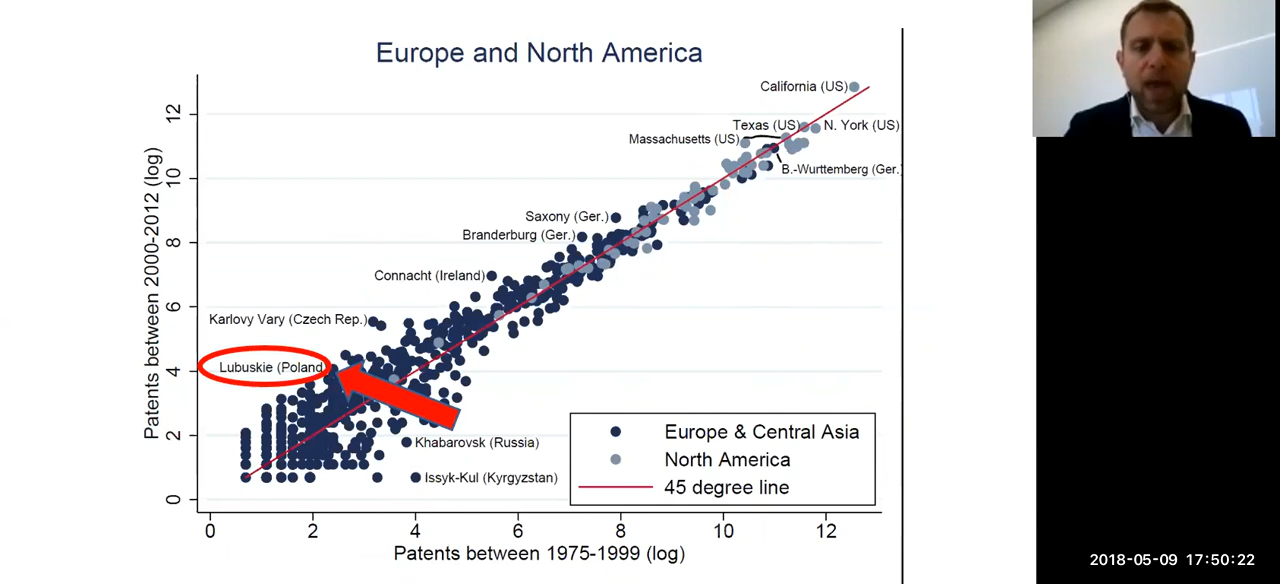 Europe and North America
Patents between 2000-2012 (log)
12
10
8
6
4
2
0
California (US)
Texas (US)
N. York (US)
Massachusetts (US)
B.-Wurttemberg (Ger.)
Saxony (Ger.)
Branderburg (Ger.)
Connacht (Ireland)
Karlovy Vary (Czech Rep.)
Lubuskie (Poland
Khabarovsk (Russia)
Issyk-Kul (Kyrgyzstan)
Europe & Central Asia
North America
45 degree line
0 2 4 6 8 10 12
Patents between 1975-1999 (log)
2018-05-09 17:50:22